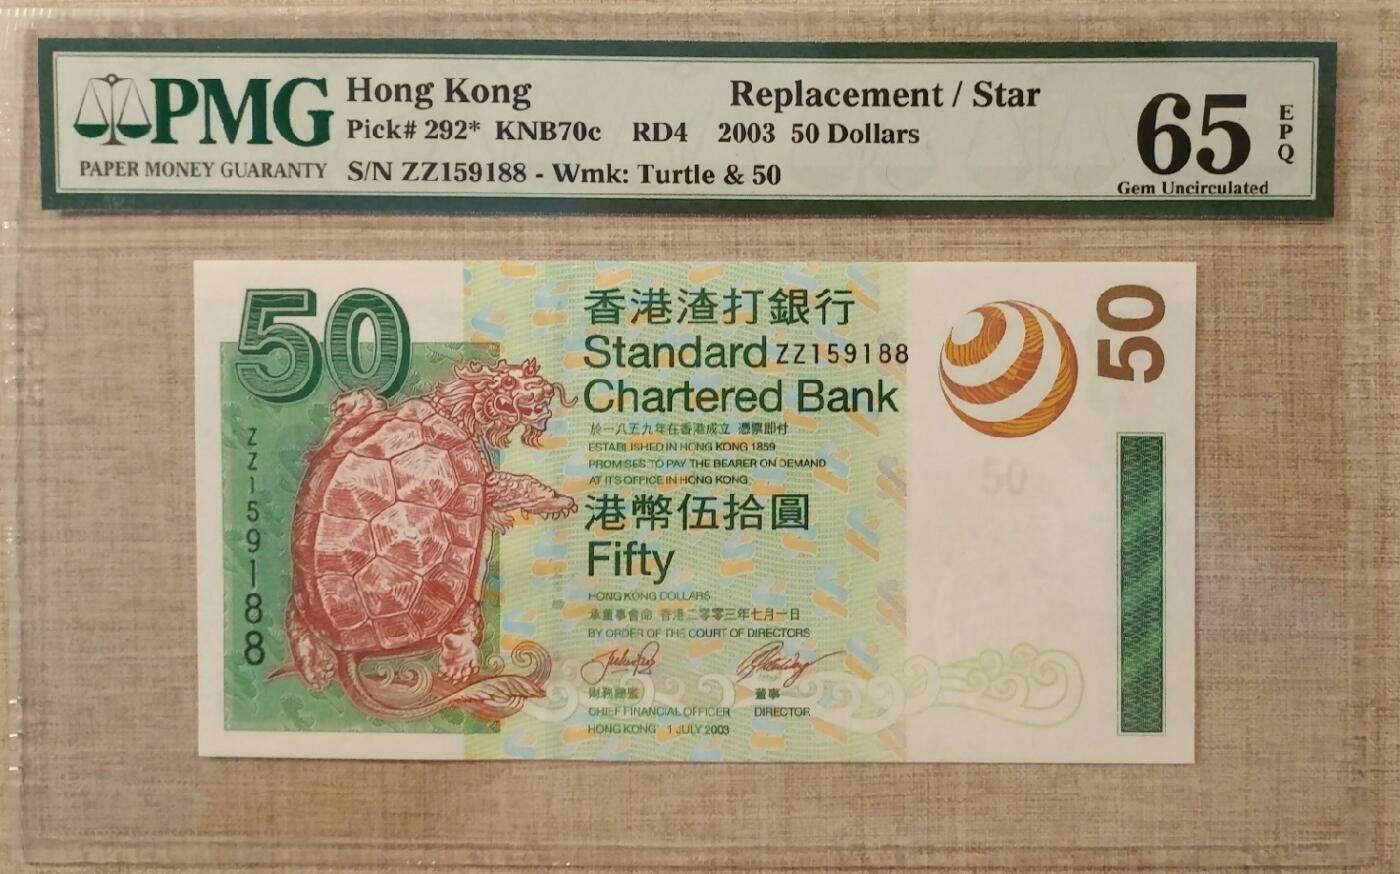 PMG
PAPER MONEY GUARANTY
Hong Kong
Replacement / Star
Pick# 292* KNB70c RD4 2003 50 Dollars
S/N ZZ159188 - Wmk: Turtle & 50
65
EPQ
Gem Uncirculated
50
ZZ159188
香港渣打銀行
Standard ZZ159188
Chartered Bank
於一八五九年在香港成立 憑票即付
ESTABLISHED IN HONG KONG 1859
PROMISES TO PAY THE BEARER ON DEMAND
AT ITS OFFICE IN HONG KONG
港幣伍拾圓
Fifty
HONG KONG DOLLARS
承董事會命 香港二零零三年七月一日
BY ORDER OF THE COURT OF DIRECTORS
財務總監 董事
CHIEF FINANCIAL OFFICER DIRECTOR
HONG KONG 1 JULY 2003
50
50